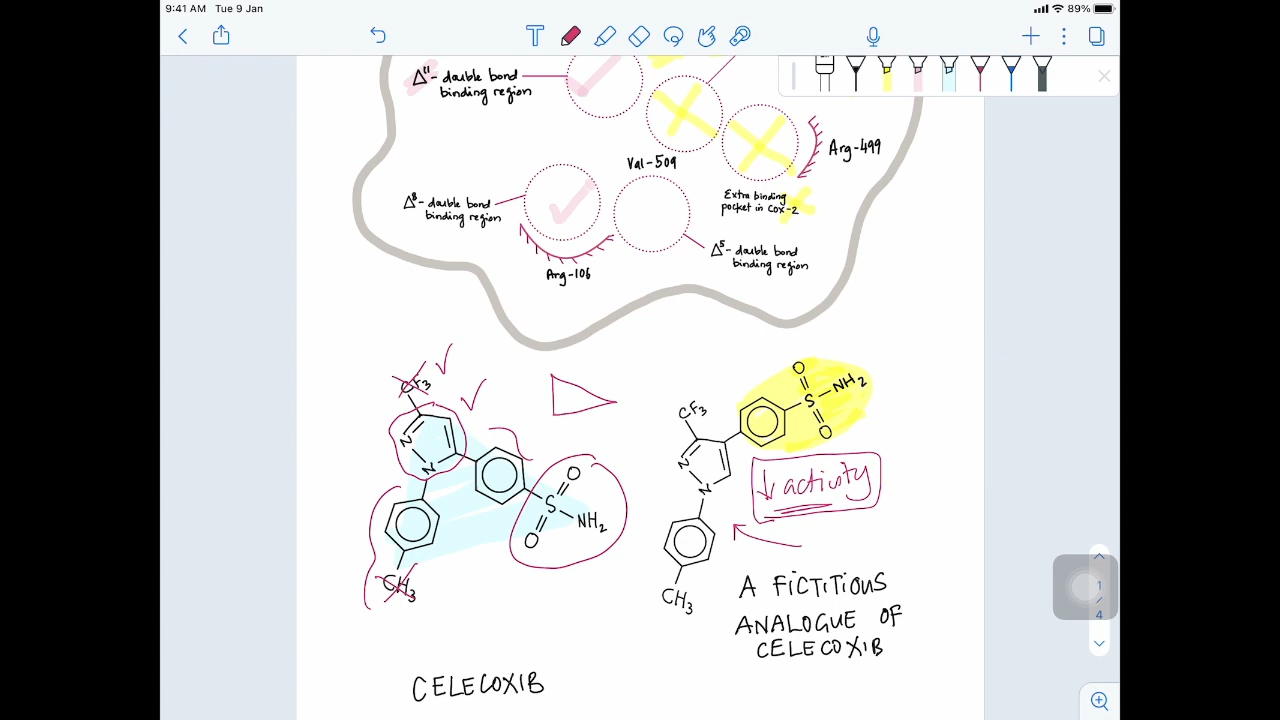 9:41 AM Tue 9 Jan
89%
T
Δ¹¹- double bond
binding region
Val-509
Arg-499
Extra binding
pocket in Cox-2
Δ⁸- double bond
binding region
Δ⁵- double bond
binding region
Arg-106
CF₃
N
N
S
O
O
NH₂
CH₃
CELECOXIB
CF₃
N
N
O
S
NH₂
O
↓ activity
CH₃
A FICTITIOUS
ANALOGUE OF
CELECOXIB
1
/
4